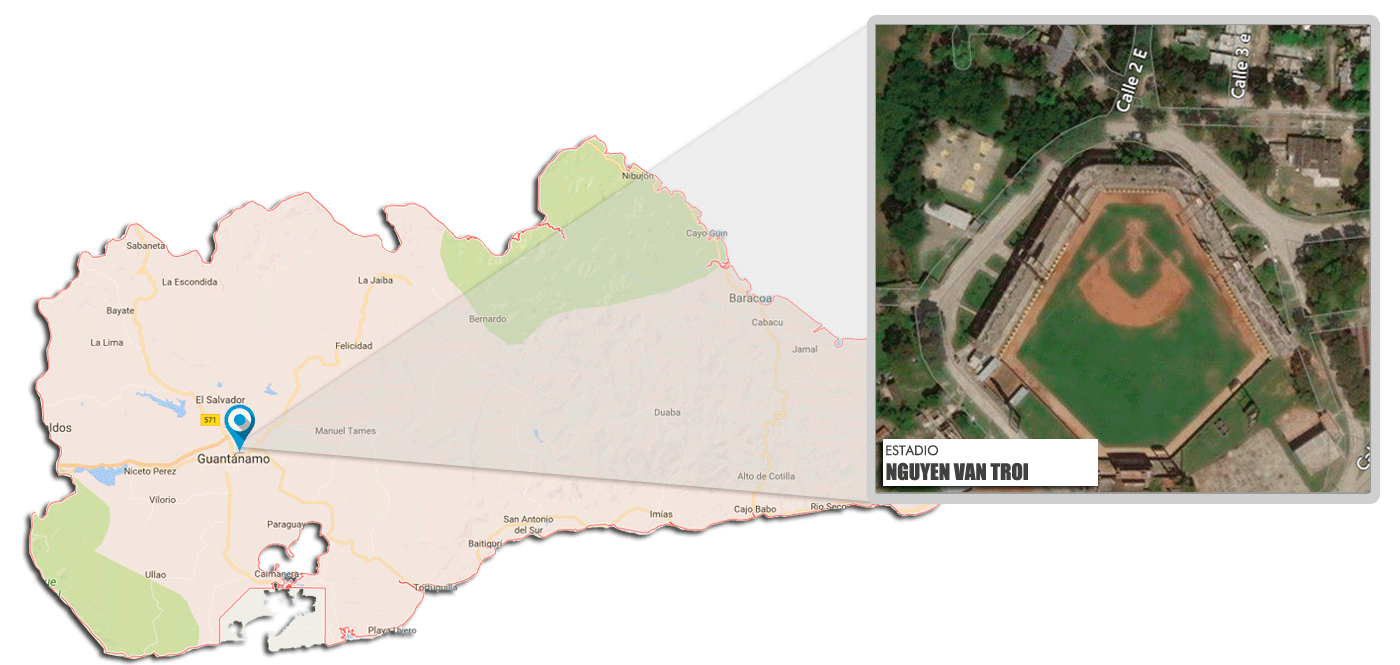 Calle 2 E
Calle 3 e
Nibujón
Cayo Güin
Sabaneta
La Escondida
La Jaiba
Baracoa
Bayate
Bernardo
Cabacu
La Lima
Felicidad
Jamal
El Salvador
571
Duaba
ldos
Manuel Tames
Guantánamo
ESTADIO
NGUYEN VAN TROI
Niceto Perez
Alto de Cotilla
Vilorio
Imías
Cajo Babo
Rio Seco
Paraguay
San Antonio
del Sur
Baitiquirí
Ullao
Caimanera
Tortuguilla
Playa Uvero